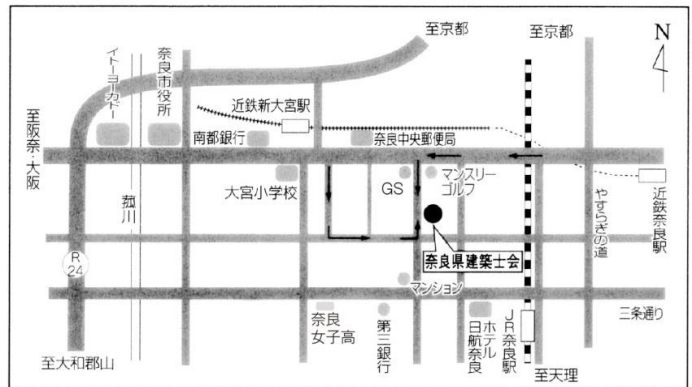 至京都
至京都
N
イトーヨーカドー
奈良市役所
近鉄新大宮駅
至阪奈・大阪
南都銀行
奈良中央郵便局
大宮小学校
GS
マンスリー
ゴルフ
やすらぎの道
近鉄奈良駅
R
24
奈良県建築士会
マンション
三条通り
奈良
女子高
第三銀行
ホテル
日航奈良
JR奈良駅
至大和郡山
至天理